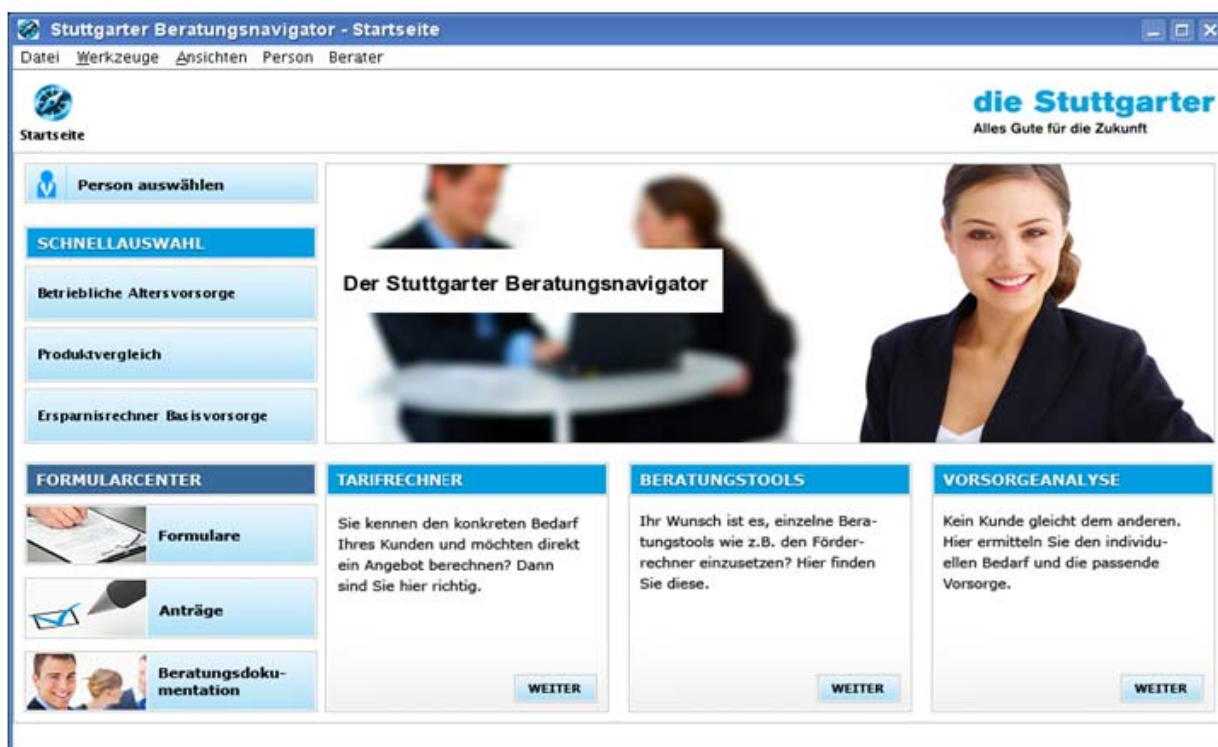 Stuttgarter Beratungsnavigator - Startseite
Datei Werkzeuge Ansichten Person Berater
Startseite
die Stuttgarter
Alles Gute für die Zukunft
Person auswählen
SCHNELLAUSWAHL
Betriebliche Altersvorsorge
Produktvergleich
Ersparnisrechner Basisvorsorge
Der Stuttgarter Beratungsnavigator
FORMULARCENTER
Formulare
Anträge
Beratungsdoku-
mentation
TARIFRECHNER
Sie kennen den konkreten Bedarf
Ihres Kunden und möchten direkt
ein Angebot berechnen? Dann
sind Sie hier richtig.
WEITER
BERATUNGSTOOLS
Ihr Wunsch ist es, einzelne Bera-
tungstools wie z.B. den Förder-
rechner einzusetzen? Hier finden
Sie diese.
WEITER
VORSORGEANALYSE
Kein Kunde gleicht dem anderen.
Hier ermitteln Sie den individu-
ellen Bedarf und die passende
Vorsorge.
WEITER